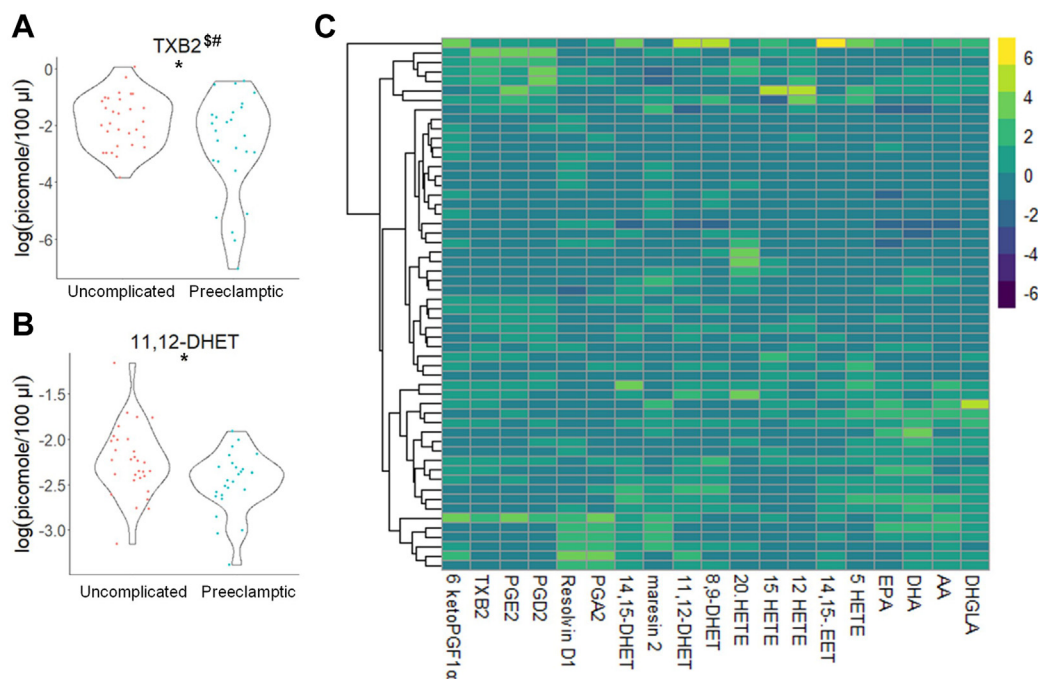 A
TXB2$#
*
log(picomole/100 µl)
0
-2
-4
-6
Uncomplicated Preeclamptic
B
11,12-DHET
*
log(picomole/100 µl)
-1.5
-2.0
-2.5
-3.0
Uncomplicated Preeclamptic
C
6
4
2
0
-2
-4
-6
6 ketoPGF1α
TXB2
PGE2
PGD2
Resolvin D1
PGA2
14,15-DHET
maresin 2
11,12-DHET
8,9-DHET
20.HETE
15 HETE
12 HETE
14,15-.EET
5 HETE
EPA
DHA
AA
DHGLA